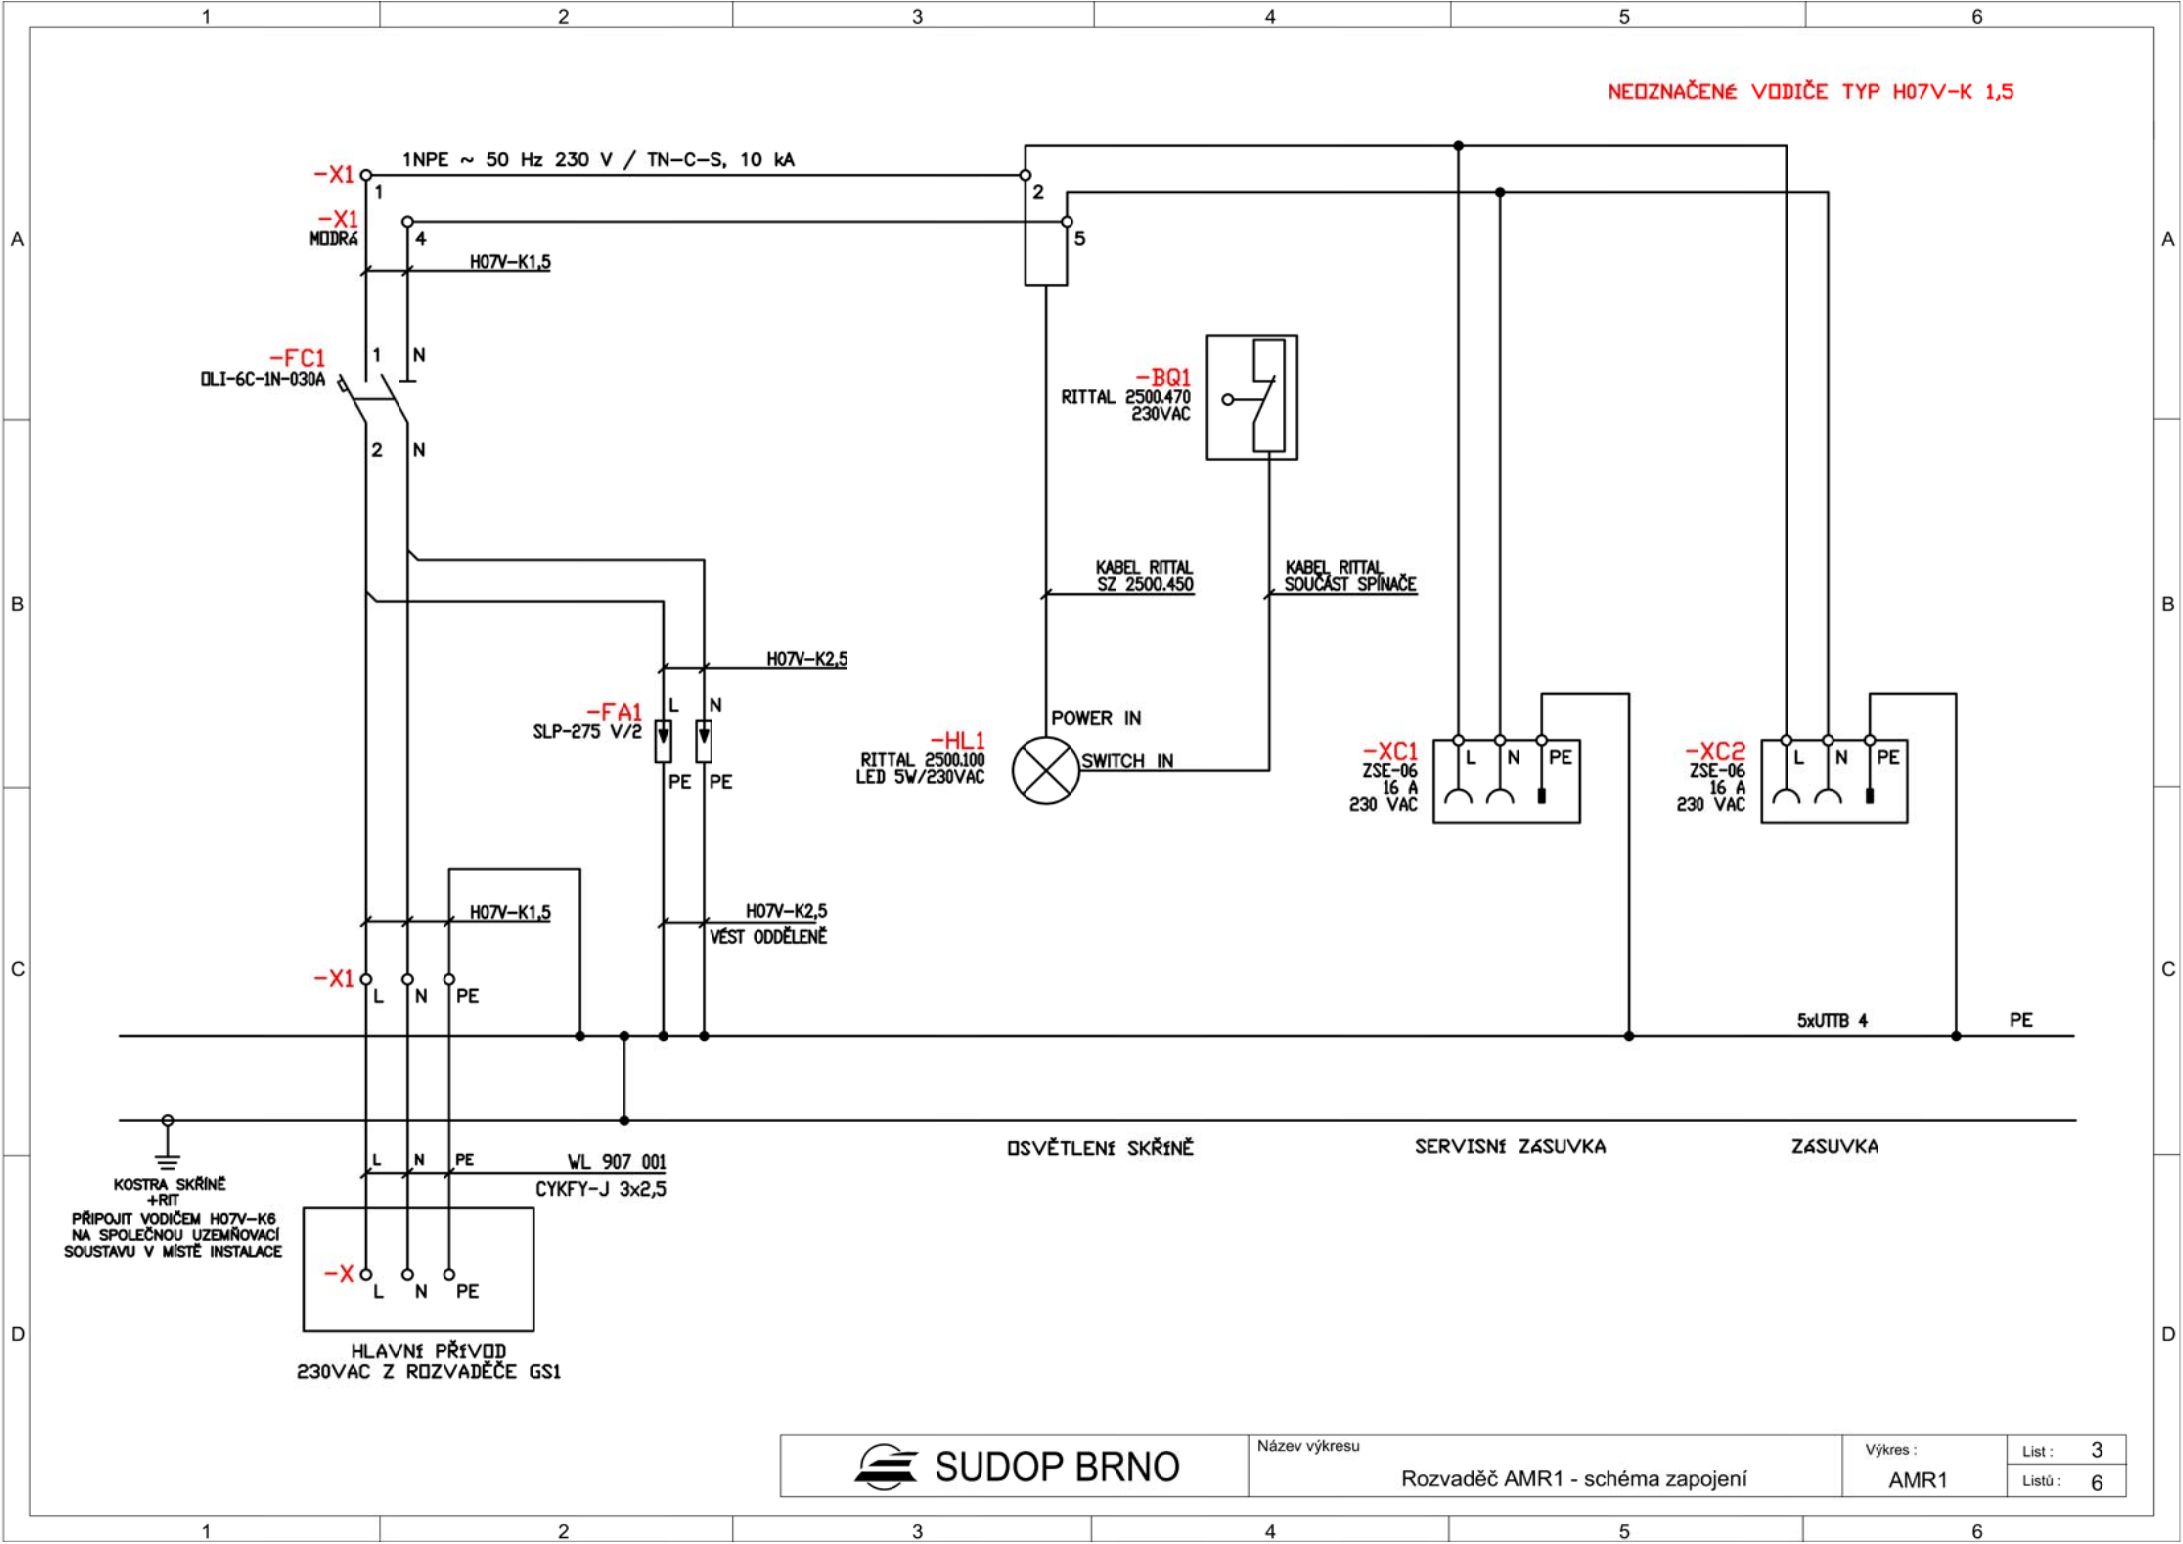 1 2 3 4 5 6
NEOZNAČENÉ VODIČE TYP H07V-K 1,5
1NPE ~ 50 Hz 230 V / TN-C-S, 10 kA
-X1
1
2
-X1
MODRÁ
4
5
A
A
H07V-K1,5
-FC1
OLI-6C-1N-030A
1 N
2 N
-BQ1
RITTAL 2500.470
230VAC
KABEL RITTAL
SZ 2500.450
KABEL RITTAL
SOUČÁST SPÍNAČE
B
B
H07V-K2,5
-FA1
SLP-275 V/2
L N
PE PE
POWER IN
-HL1
RITTAL 2500.100
LED 5W/230VAC
SWITCH IN
-XC1
ZSE-06
16 A
230 VAC
L N PE
-XC2
ZSE-06
16 A
230 VAC
L N PE
H07V-K1,5
H07V-K2,5
VÉST ODDĚLENĚ
C
C
-X1
L N PE
5xUTTB 4
PE
OSVĚTLENÍ SKŘÍNĚ
SERVISNÍ ZÁSUVKA
ZÁSUVKA
L N PE
WL 907 001
CYKFY-J 3x2,5
KOSTRA SKŘÍNĚ
+RIT
PŘIPOJIT VODIČEM H07V-K6
NA SPOLEČNOU UZEMŇOVACÍ
SOUSTAVU V MÍSTĚ INSTALACE
-X
L N PE
D
D
HLAVNÍ PŘÍVOD
230VAC Z ROZVADĚČE GS1
SUDOP BRNO
Název výkresu
Rozvaděč AMR1 - schéma zapojení
Výkres :
AMR1
List : 3
Listů : 6
1 2 3 4 5 6